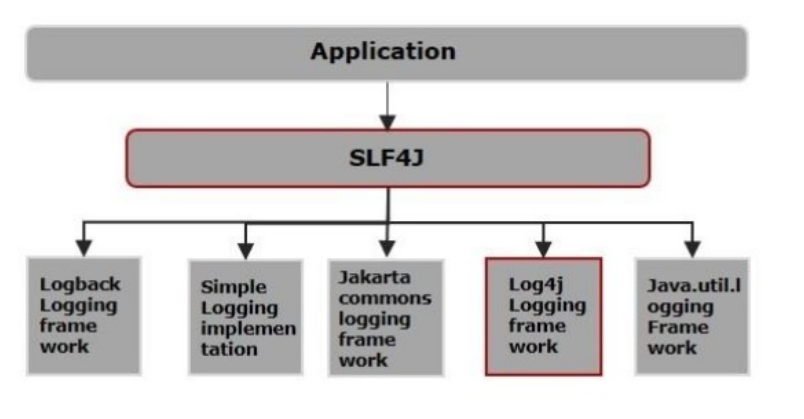 Application
SLF4J
Logback
Logging
frame
work
Simple
Logging
implemen
tation
Jakarta
commons
logging
frame
work
Log4j
Logging
frame
work
Java.util.l
ogging
Frame
work